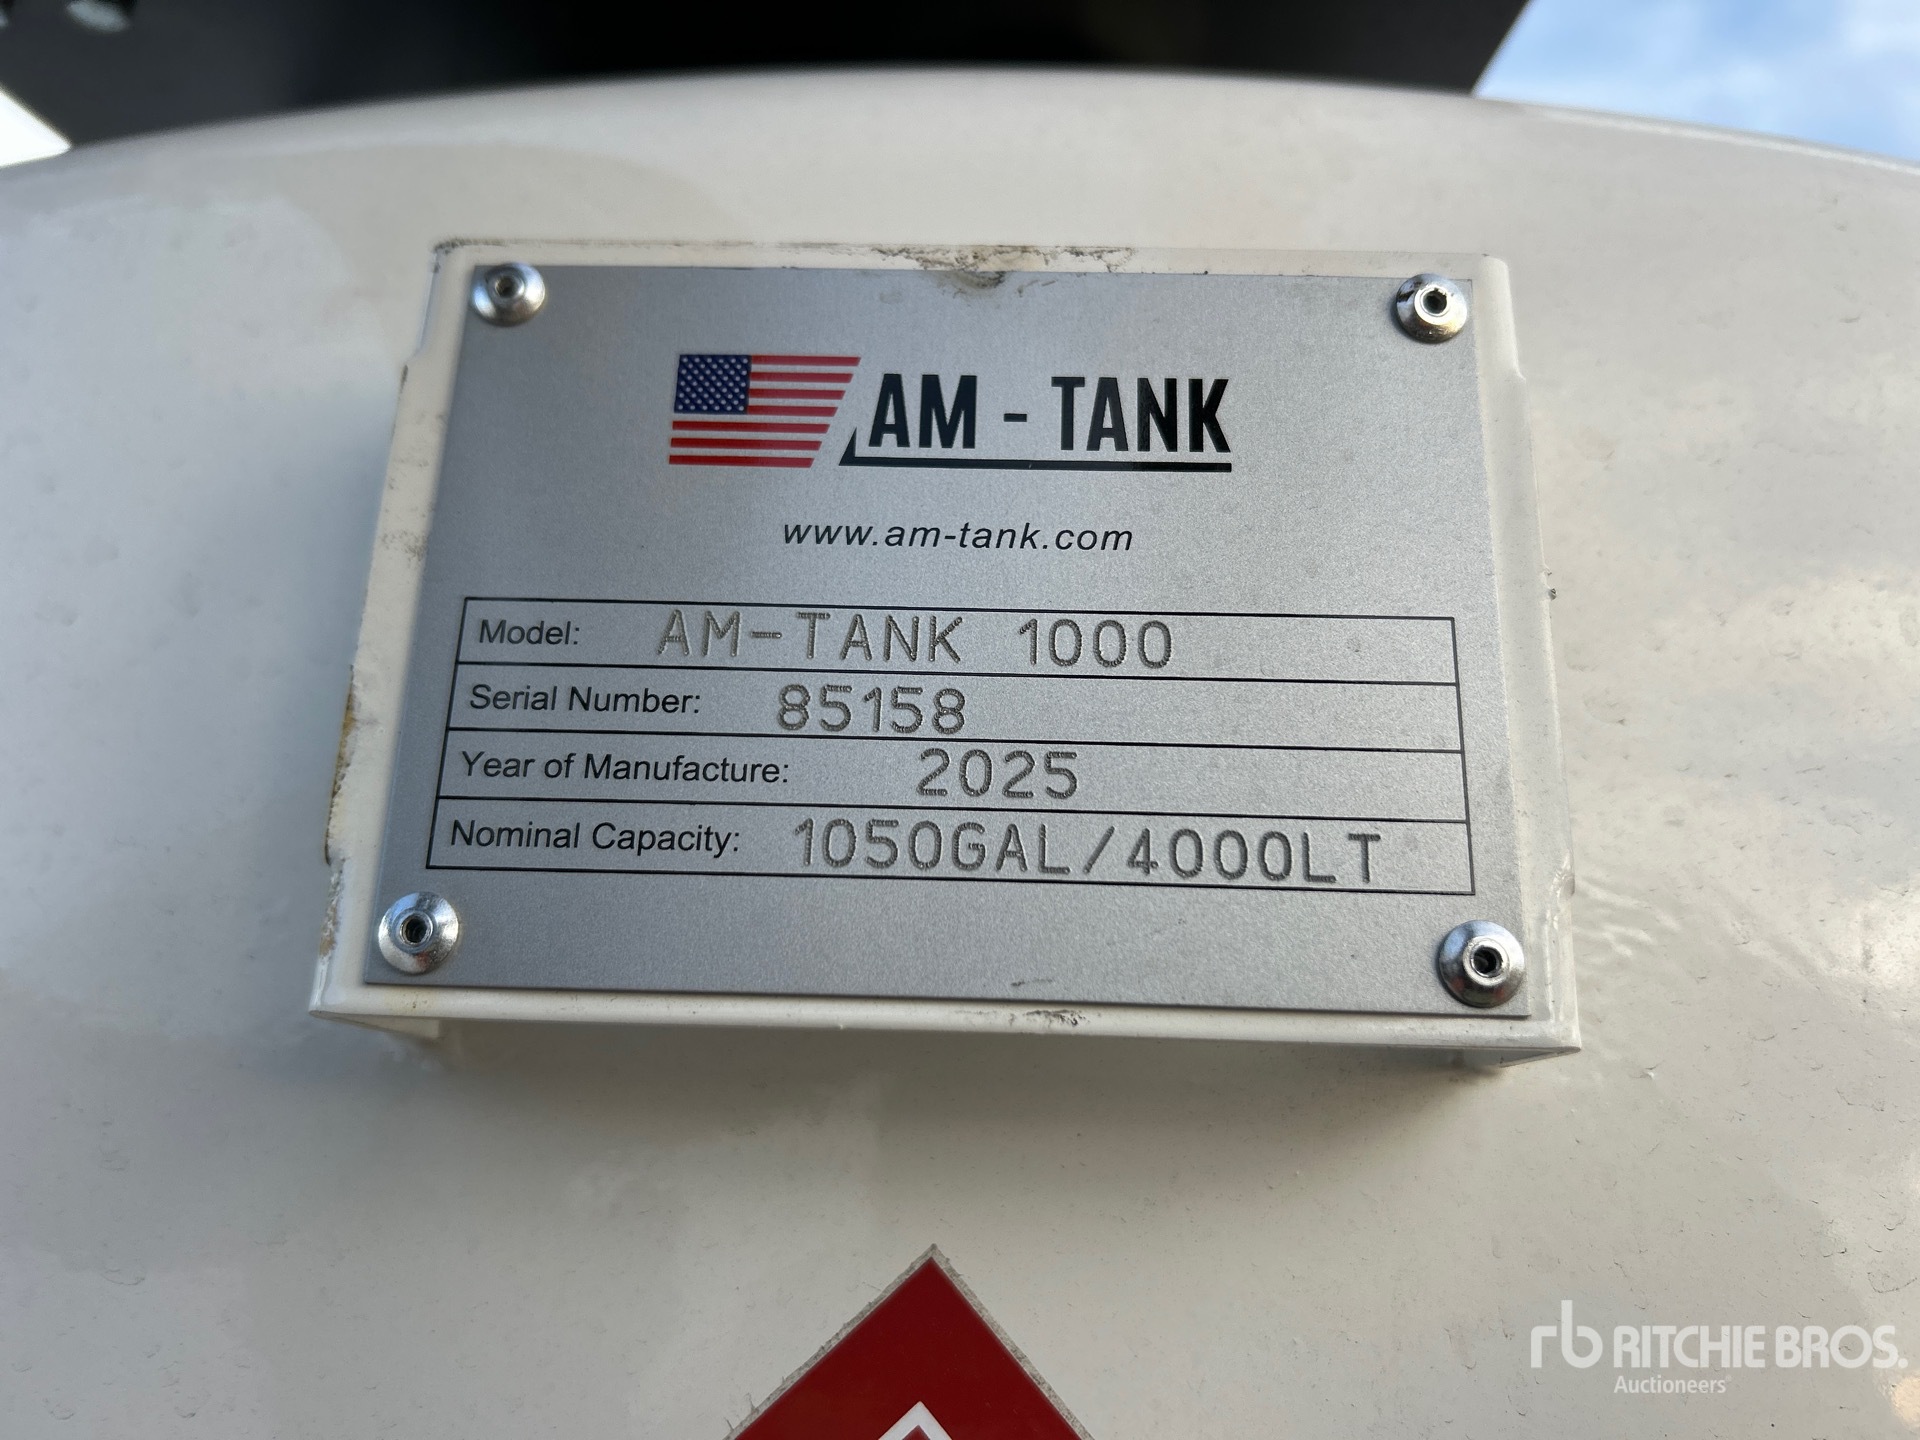 AM - TANK
www.am-tank.com
Model: AM-TANK 1000
Serial Number: 85158
Year of Manufacture: 2025
Nominal Capacity: 1050GAL/4000LT
rb RITCHIE BROS.
Auctioneers